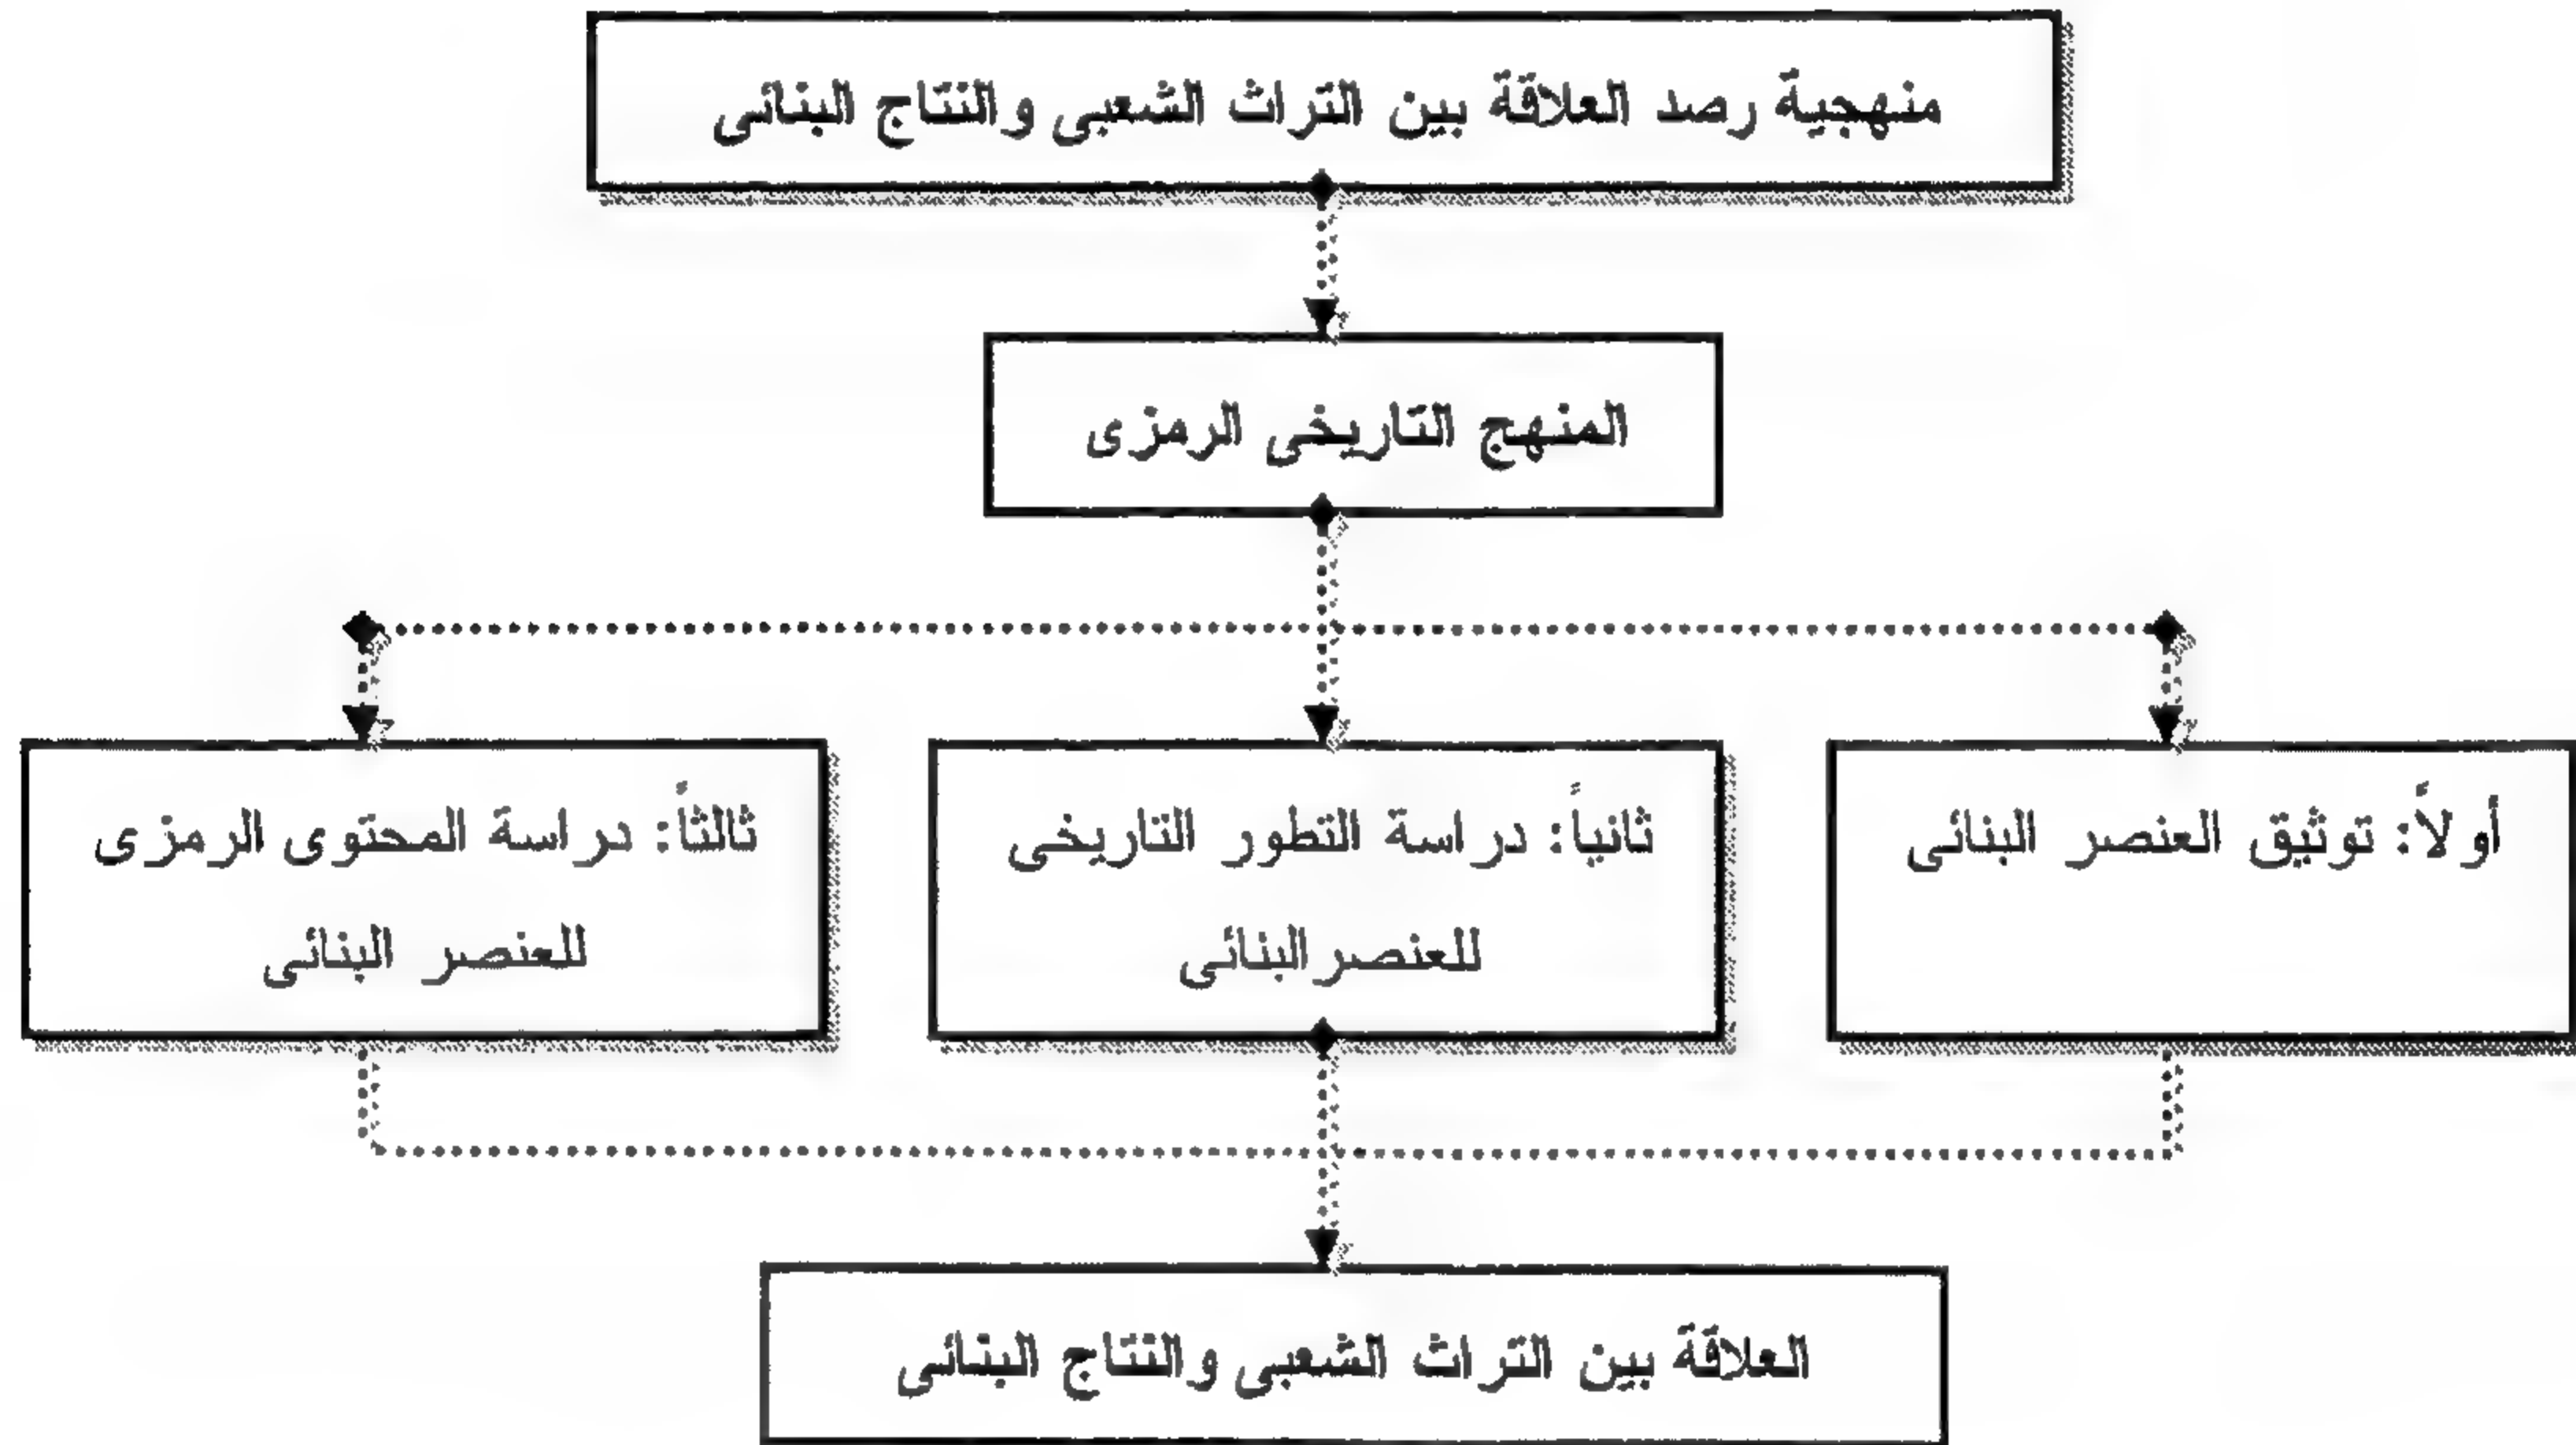 منهجية رصد العلاقة بين التراث الشعبى والنتاج البنائى
المنهج التاريخى الرمزى
أولاً: توثيق العنصر البنائى
ثانياً: دراسة التطور التاريخى
للعنصرالبنائى
ثالثاً: دراسة المحتوى الرمزى
للعنصر البنائى
العلاقة بين التراث الشعبى والنتاج البنائى